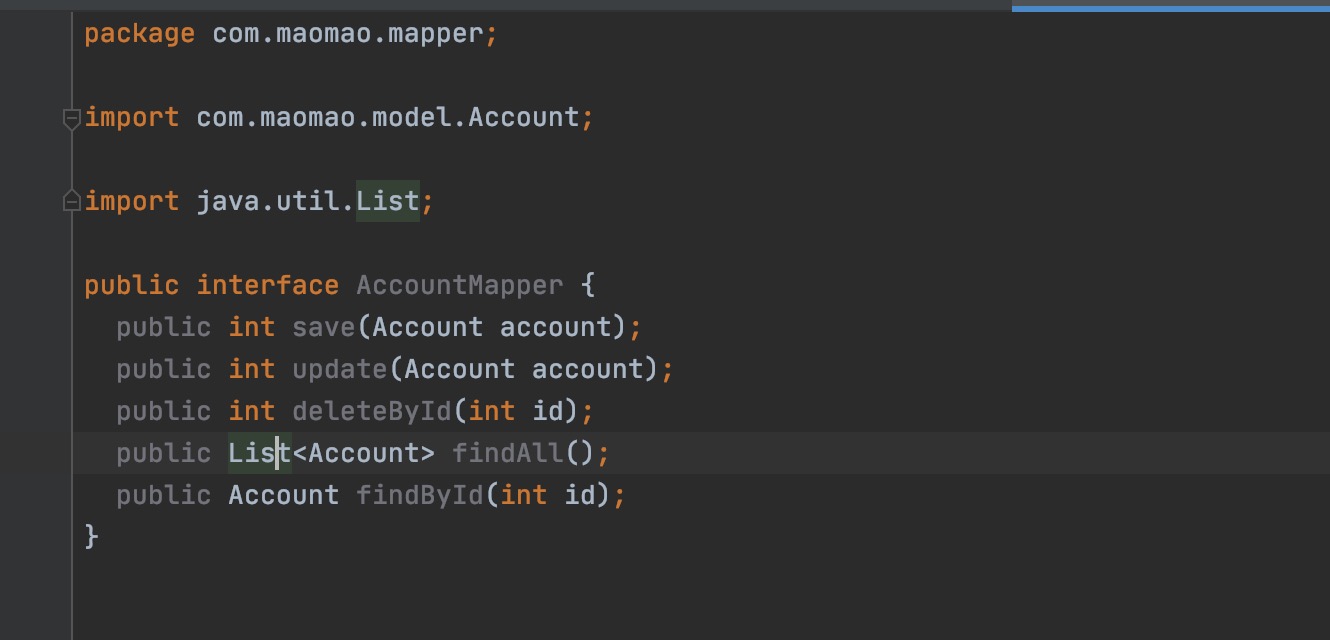 package com.maomao.mapper;
import com.maomao.model.Account;
import java.util.List;
public interface AccountMapper {
public int save(Account account);
public int update(Account account);
public int deleteById(int id);
public List<Account> findAll();
public Account findById(int id);
}